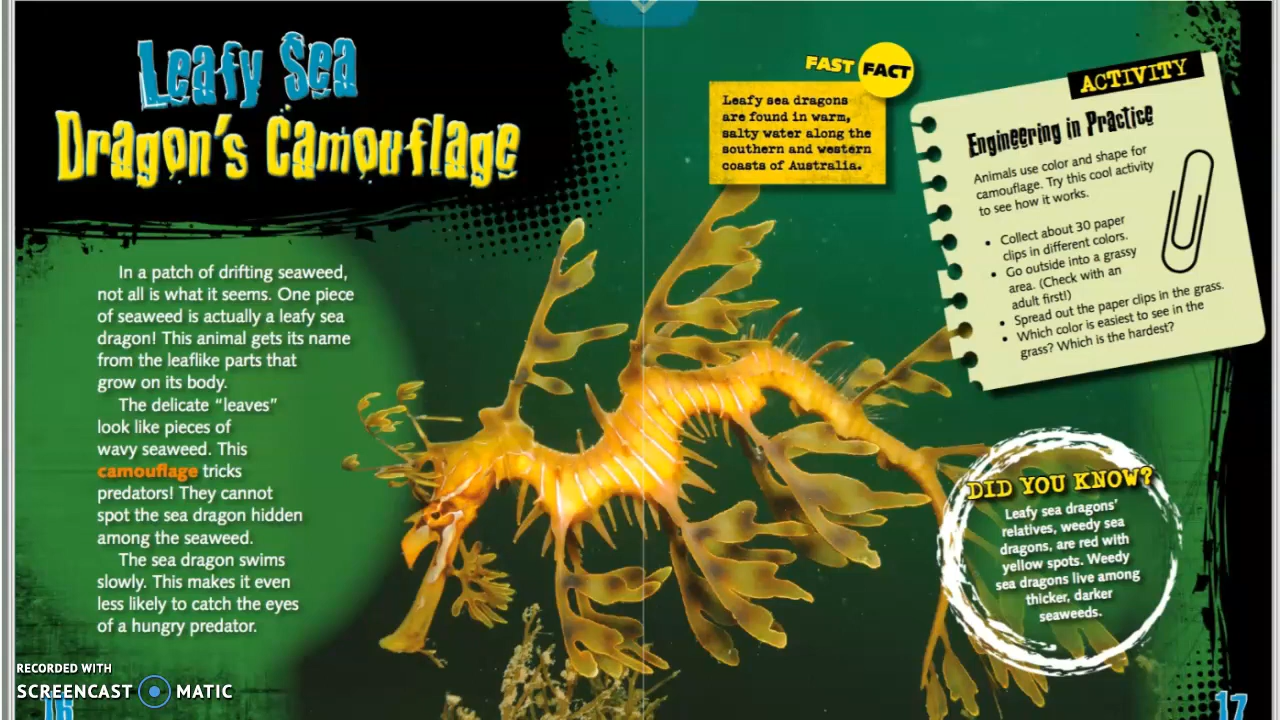 Leafy Sea
Dragon's Camouflage
In a patch of drifting seaweed,
not all is what it seems. One piece
of seaweed is actually a leafy sea
dragon! This animal gets its name
from the leaflike parts that
grow on its body.
The delicate “leaves”
look like pieces of
wavy seaweed. This
camouflage tricks
predators! They cannot
spot the sea dragon hidden
among the seaweed.
The sea dragon swims
slowly. This makes it even
less likely to catch the eyes
of a hungry predator.
FAST FACT
Leafy sea dragons
are found in warm,
salty water along the
southern and western
coasts of Australia.
ACTIVITY
Engineering in Practice
Animals use color and shape for
camouflage. Try this cool activity
to see how it works.
• Collect about 30 paper
clips in different colors.
• Go outside into a grassy
area. (Check with an
adult first!)
• Spread out the paper clips in the grass.
• Which color is easiest to see in the
grass? Which is the hardest?
DID YOU KNOW?
Leafy sea dragons’
relatives, weedy sea
dragons, are red with
yellow spots. Weedy
sea dragons live among
thicker, darker
seaweeds.
RECORDED WITH
SCREENCAST MATIC
16
17